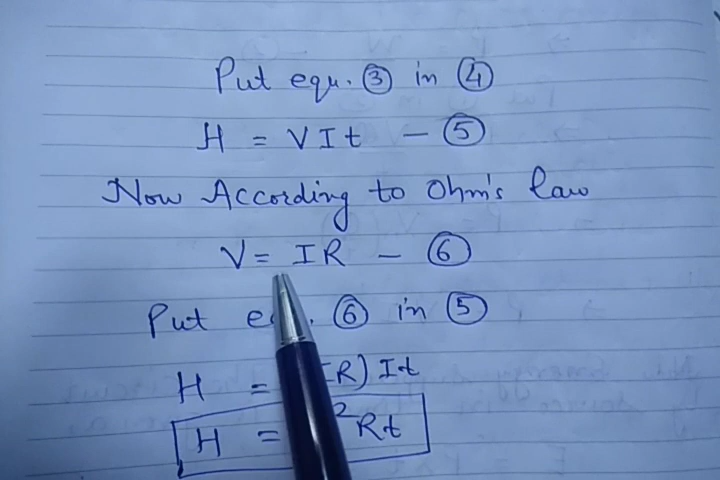 Put equ. ③ in ④
H = VIt - ⑤
Now According to Ohm's law
V = IR - ⑥
Put . ⑥ in ⑤
H = R) It
H = ²Rt